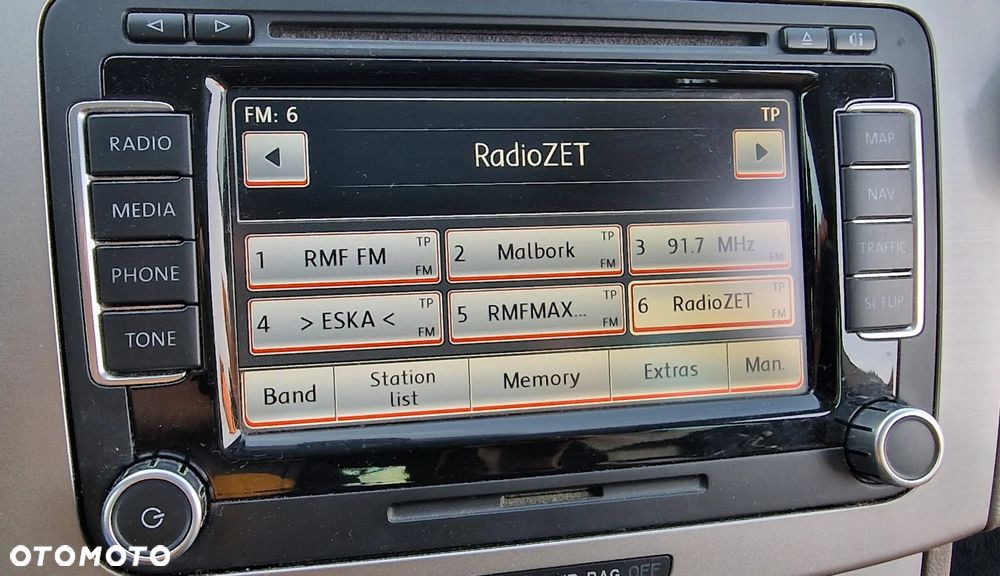 FM: 6
TP
RadioZET
RADIO
MEDIA
PHONE
TONE
MAP
NAV
TRAFFIC
SETUP
1 RMF FM TP FM
2 Malbork TP FM
3 91.7 MHz FM
4 > ESKA < TP FM
5 RMFMAX... TP FM
6 RadioZET TP FM
Band
Station
list
Memory
Extras
Man.
BAG OFF
OTOMOTO